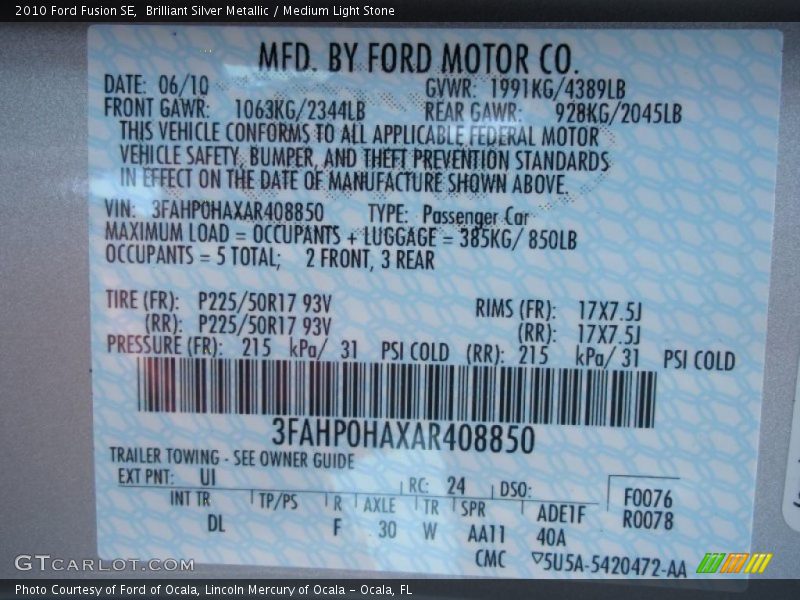 2010 Ford Fusion SE,  Brilliant Silver Metallic / Medium Light Stone
MFD. BY FORD MOTOR CO.
DATE: 06/10 GVWR: 1991KG/4389LB
FRONT GAWR: 1063KG/2344LB REAR GAWR: 928KG/2045LB
THIS VEHICLE CONFORMS TO ALL APPLICABLE FEDERAL MOTOR
VEHICLE SAFETY, BUMPER, AND THEFT PREVENTION STANDARDS
IN EFFECT ON THE DATE OF MANUFACTURE SHOWN ABOVE.
VIN: 3FAHP0HAXAR408850 TYPE: Passenger Car
MAXIMUM LOAD = OCCUPANTS + LUGGAGE = 385KG/ 850LB
OCCUPANTS = 5 TOTAL; 2 FRONT, 3 REAR
TIRE (FR): P225/50R17 93V RIMS (FR): 17X7.5J
(RR): P225/50R17 93V (RR): 17X7.5J
PRESSURE (FR): 215 kPa/ 31 PSI COLD (RR): 215 kPa/ 31 PSI COLD
3FAHP0HAXAR408850
TRAILER TOWING - SEE OWNER GUIDE
EXT PNT: UI RC: 24 DSO: F0076
INT TR TP/PS R AXLE TR SPR ADE1F R0078
DL F 30 W AA11 40A
CMC ▽5U5A-5420472-AA
GTCARLOT.COM
Photo Courtesy of Ford of Ocala, Lincoln Mercury of Ocala – Ocala, FL